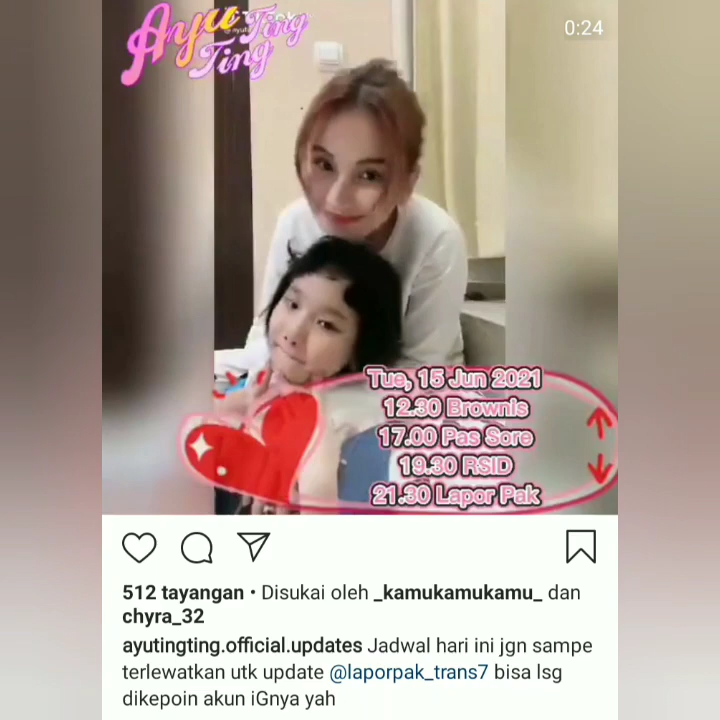 Ayu Ting
Ting
0:24
Tue, 15 Jun 2021
12.30 Brownis
17.00 Pas Sore
19.30 RSID
21.30 Lapor Pak
512 tayangan • Disukai oleh _kamukamukamu_ dan
chyra_32
ayutingting.official.updates Jadwal hari ini jgn sampe
terlewatkan utk update @laporpak_trans7 bisa lsg
dikepoin akun iGnya yah